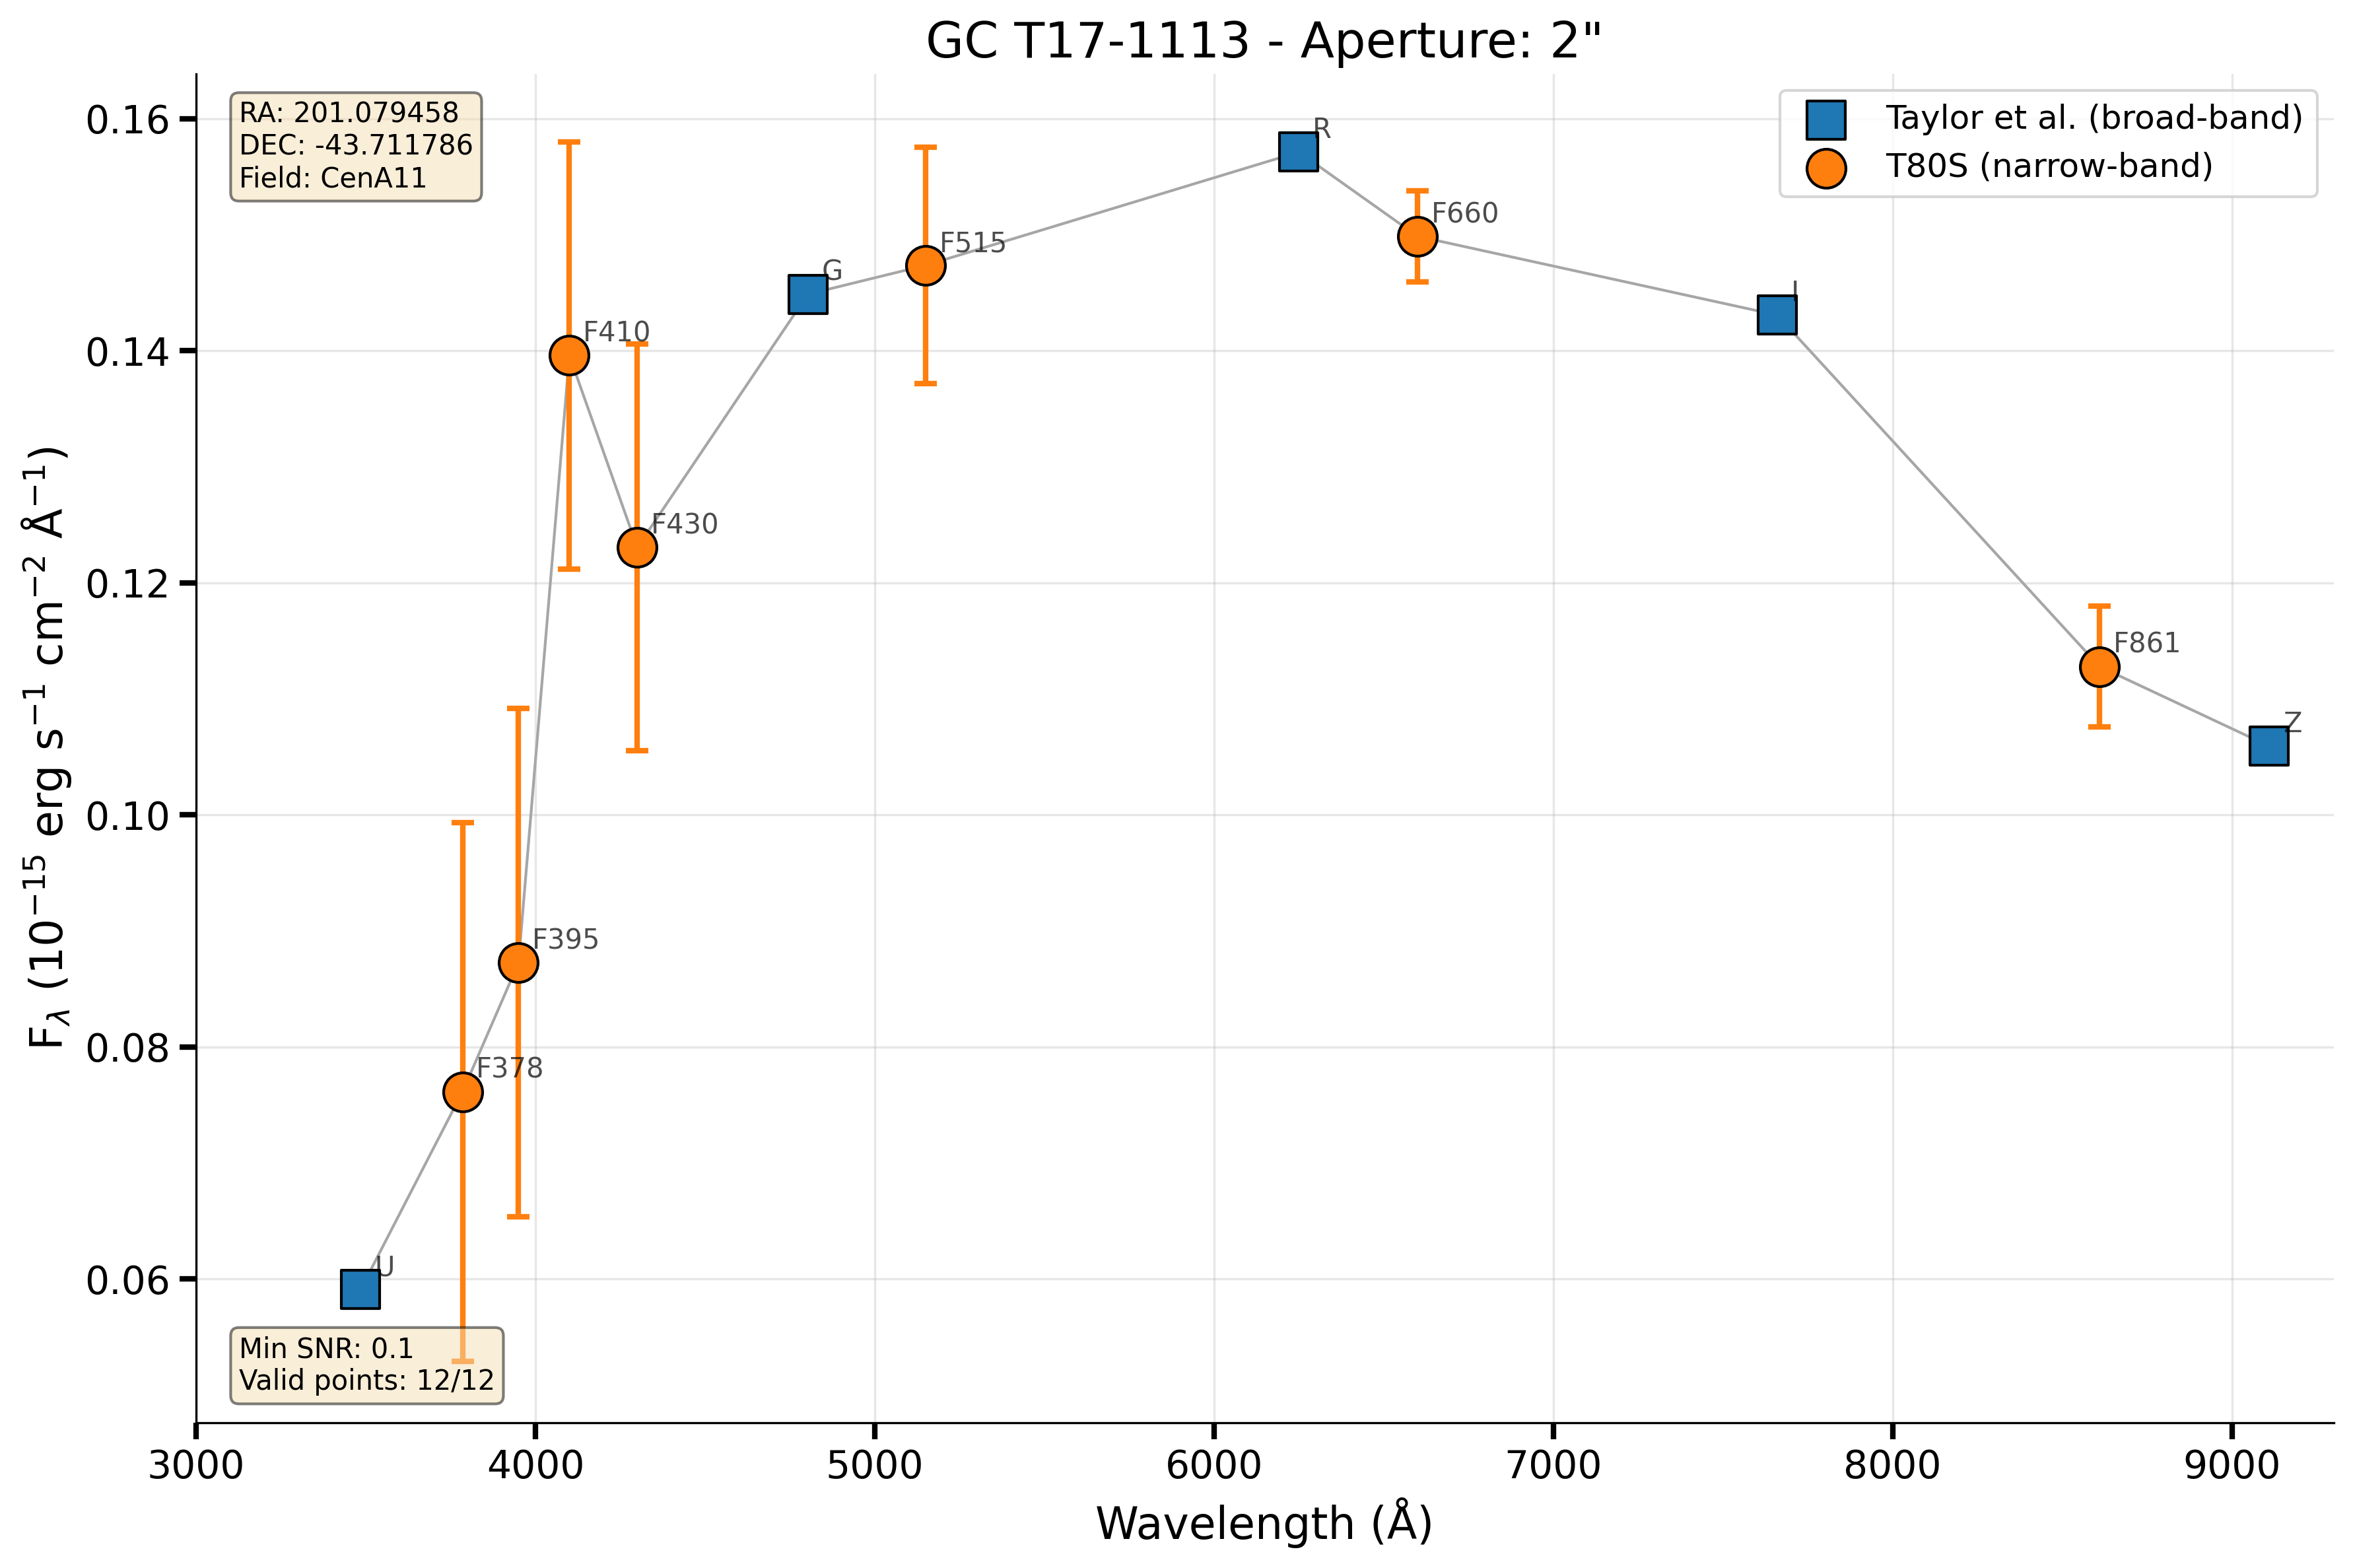 GC T17-1113 - Aperture: 2"
RA: 201.079458
DEC: -43.711786
Field: CenA11
Taylor et al. (broad-band)
T80S (narrow-band)
0.16
0.14
0.12
0.10
0.08
0.06
F_λ (10⁻¹⁵ erg s⁻¹ cm⁻² Å⁻¹)
U
F378
F395
F410
F430
G
F515
R
F660
I
F861
Z
Min SNR: 0.1
Valid points: 12/12
3000 4000 5000 6000 7000 8000 9000
Wavelength (Å)